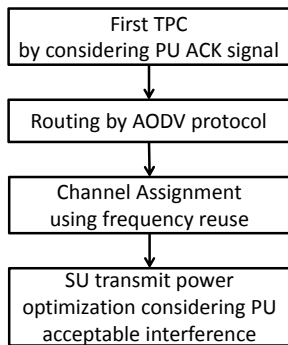 First TPC
by considering PU ACK signal
Routing by AODV protocol
Channel Assignment
using frequency reuse
SU transmit power
optimization considering PU
acceptable interference